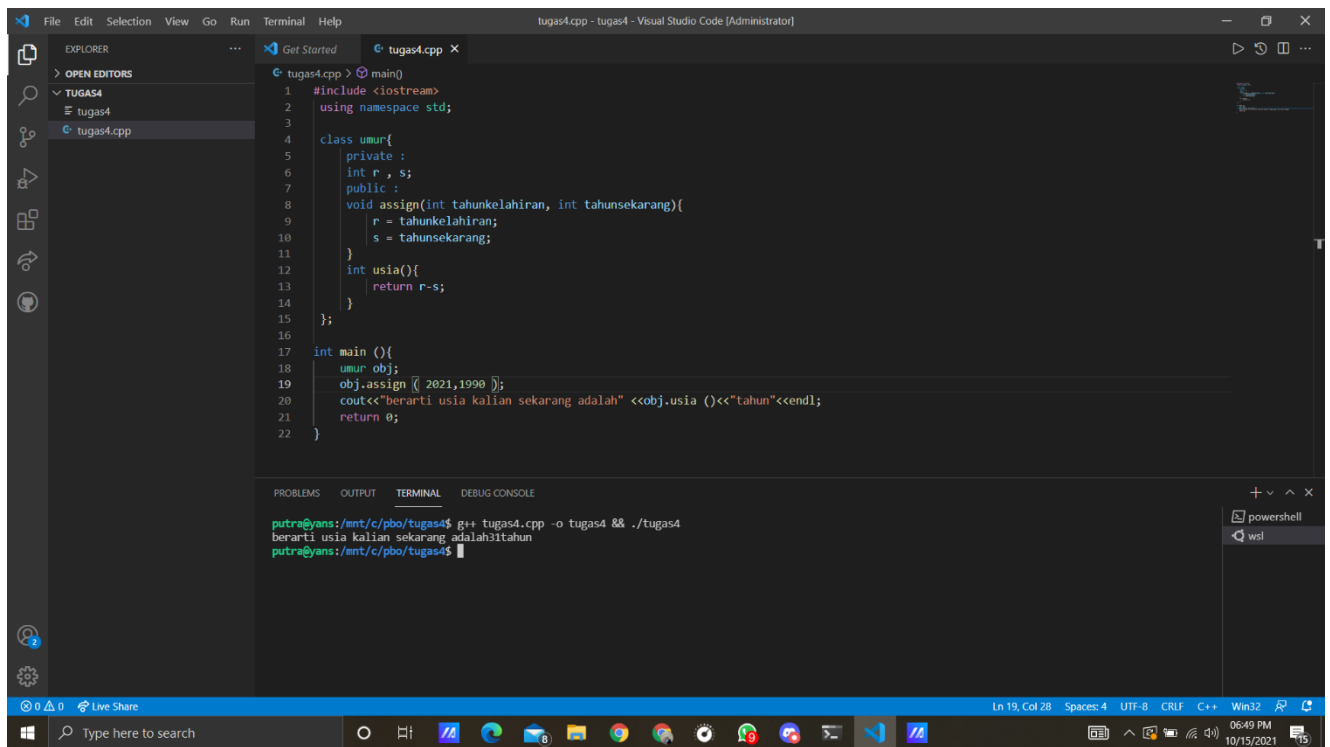 File Edit Selection View Go Run Terminal Help
tugas4.cpp - tugas4 - Visual Studio Code [Administrator]
EXPLORER
OPEN EDITORS
TUGAS4
tugas4
tugas4.cpp
Get Started
tugas4.cpp
tugas4.cpp > main()
1 #include <iostream>
2 using namespace std;
3
4 class umur{
5 private :
6 int r , s;
7 public :
8 void assign(int tahunkelahiran, int tahunsekarang){
9 r = tahunkelahiran;
10 s = tahunsekarang;
11 }
12 int usia(){
13 return r-s;
14 }
15 };
16
17 int main (){
18 umur obj;
19 obj.assign ( 2021,1990 );
20 cout<<"berarti usia kalian sekarang adalah" <<obj.usia ()<<"tahun"<<endl;
21 return 0;
22 }
PROBLEMS OUTPUT TERMINAL DEBUG CONSOLE
putra@yans:/mnt/c/pbo/tugas4$ g++ tugas4.cpp -o tugas4 && ./tugas4
berarti usia kalian sekarang adalah31tahun
putra@yans:/mnt/c/pbo/tugas4$
powershell
wsl
2
0 0 Live Share
Ln 19, Col 28 Spaces: 4 UTF-8 CRLF C++ Win32
Type here to search
8
9
06:49 PM
10/15/2021
15